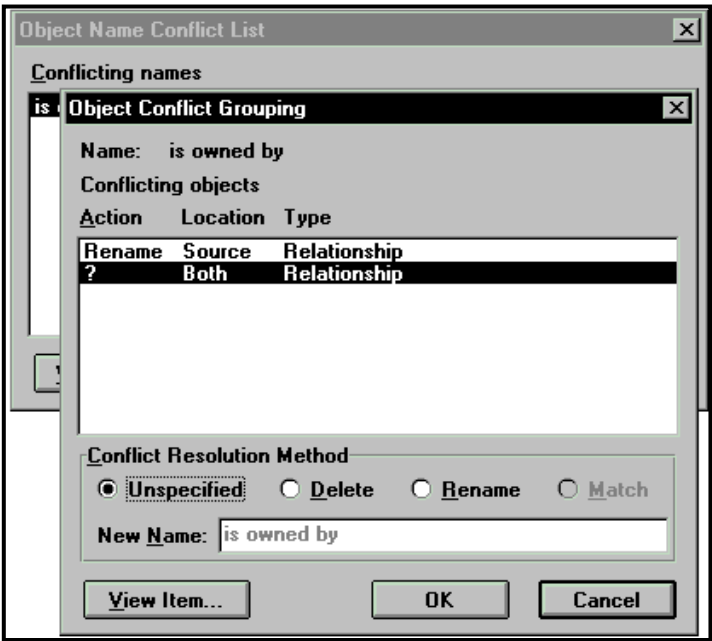 Object Name Conflict List
Conflicting names
is
Object Conflict Grouping
Name: is owned by
Conflicting objects
Action Location Type
Rename Source Relationship
? Both Relationship
Conflict Resolution Method
Unspecified Delete Rename Match
New Name: is owned by
View Item... OK Cancel